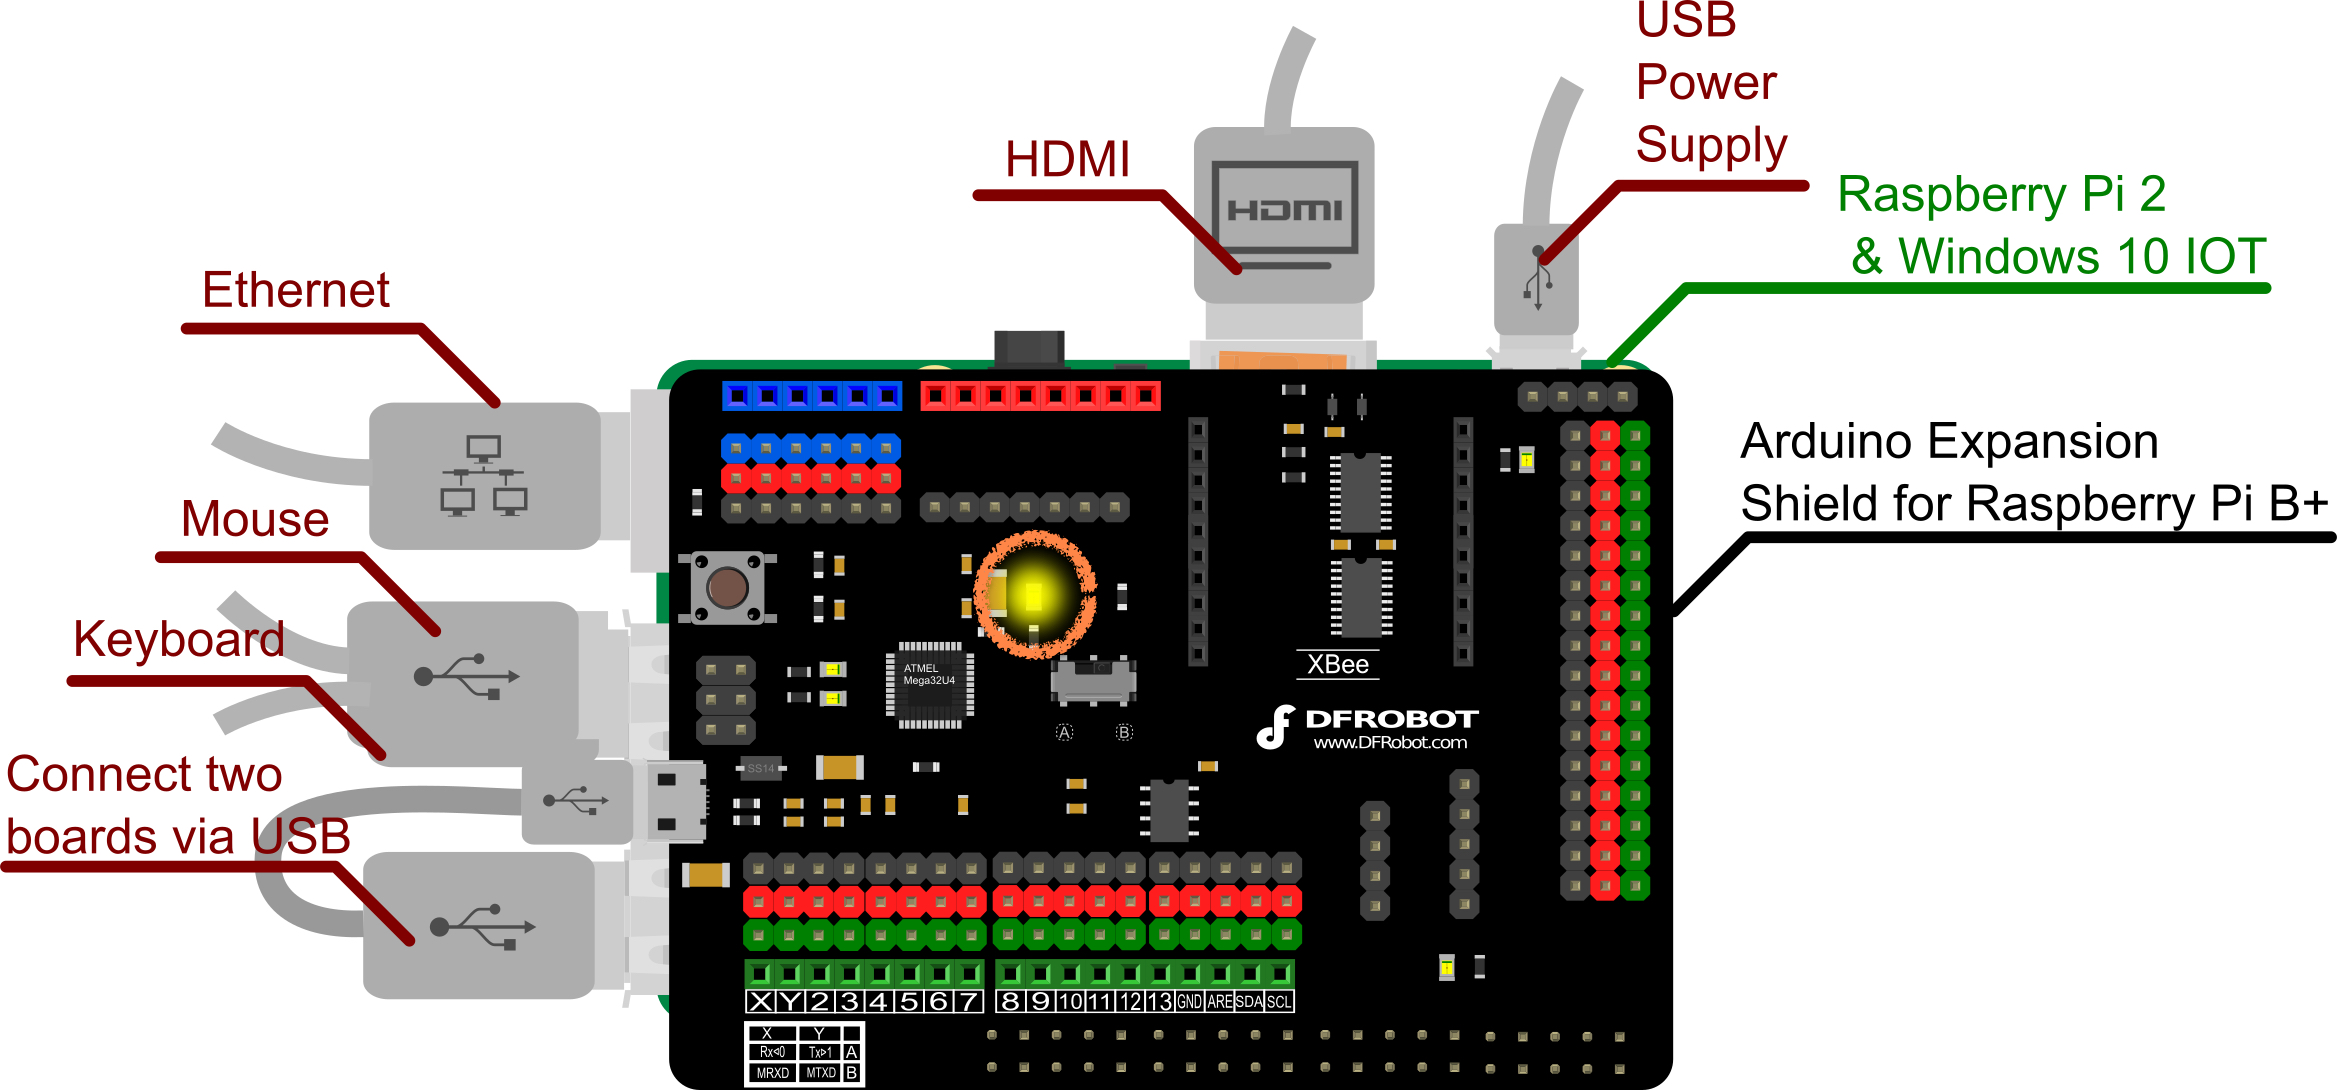 USB
Power
Supply
HDMI
HDMI
Raspberry Pi 2
& Windows 10 IOT
Ethernet
Arduino Expansion
Shield for Raspberry Pi B+
Mouse
Keyboard
ATMEL
Mega32U4
XBee
DFROBOT
www.DFRobot.com
A B
Connect two
boards via USB
SS14
X Y 2 3 4 5 6 7 8 9 10 11 12 13 GND ARE SDA SCL
X Y
Rx◁0 Tx▷1 A
MRXD MTXD B